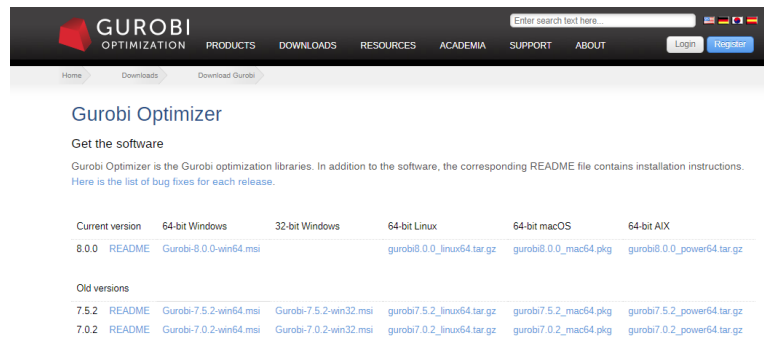 Enter search text here...
GUROBI
OPTIMIZATION
PRODUCTS DOWNLOADS RESOURCES ACADEMIA SUPPORT ABOUT Login Register
Home Downloads Download Gurobi
Gurobi Optimizer
Get the software
Gurobi Optimizer is the Gurobi optimization libraries. In addition to the software, the corresponding README file contains installation instructions.
Here is the list of bug fixes for each release.
Current version 64-bit Windows 32-bit Windows 64-bit Linux 64-bit macOS 64-bit AIX
8.0.0 README Gurobi-8.0.0-win64.msi gurobi8.0.0_linux64.tar.gz gurobi8.0.0_mac64.pkg gurobi8.0.0_power64.tar.gz
Old versions
7.5.2 README Gurobi-7.5.2-win64.msi Gurobi-7.5.2-win32.msi gurobi7.5.2_linux64.tar.gz gurobi7.5.2_mac64.pkg gurobi7.5.2_power64.tar.gz
7.0.2 README Gurobi-7.0.2-win64.msi Gurobi-7.0.2-win32.msi gurobi7.0.2_linux64.tar.gz gurobi7.0.2_mac64.pkg gurobi7.0.2_power64.tar.gz